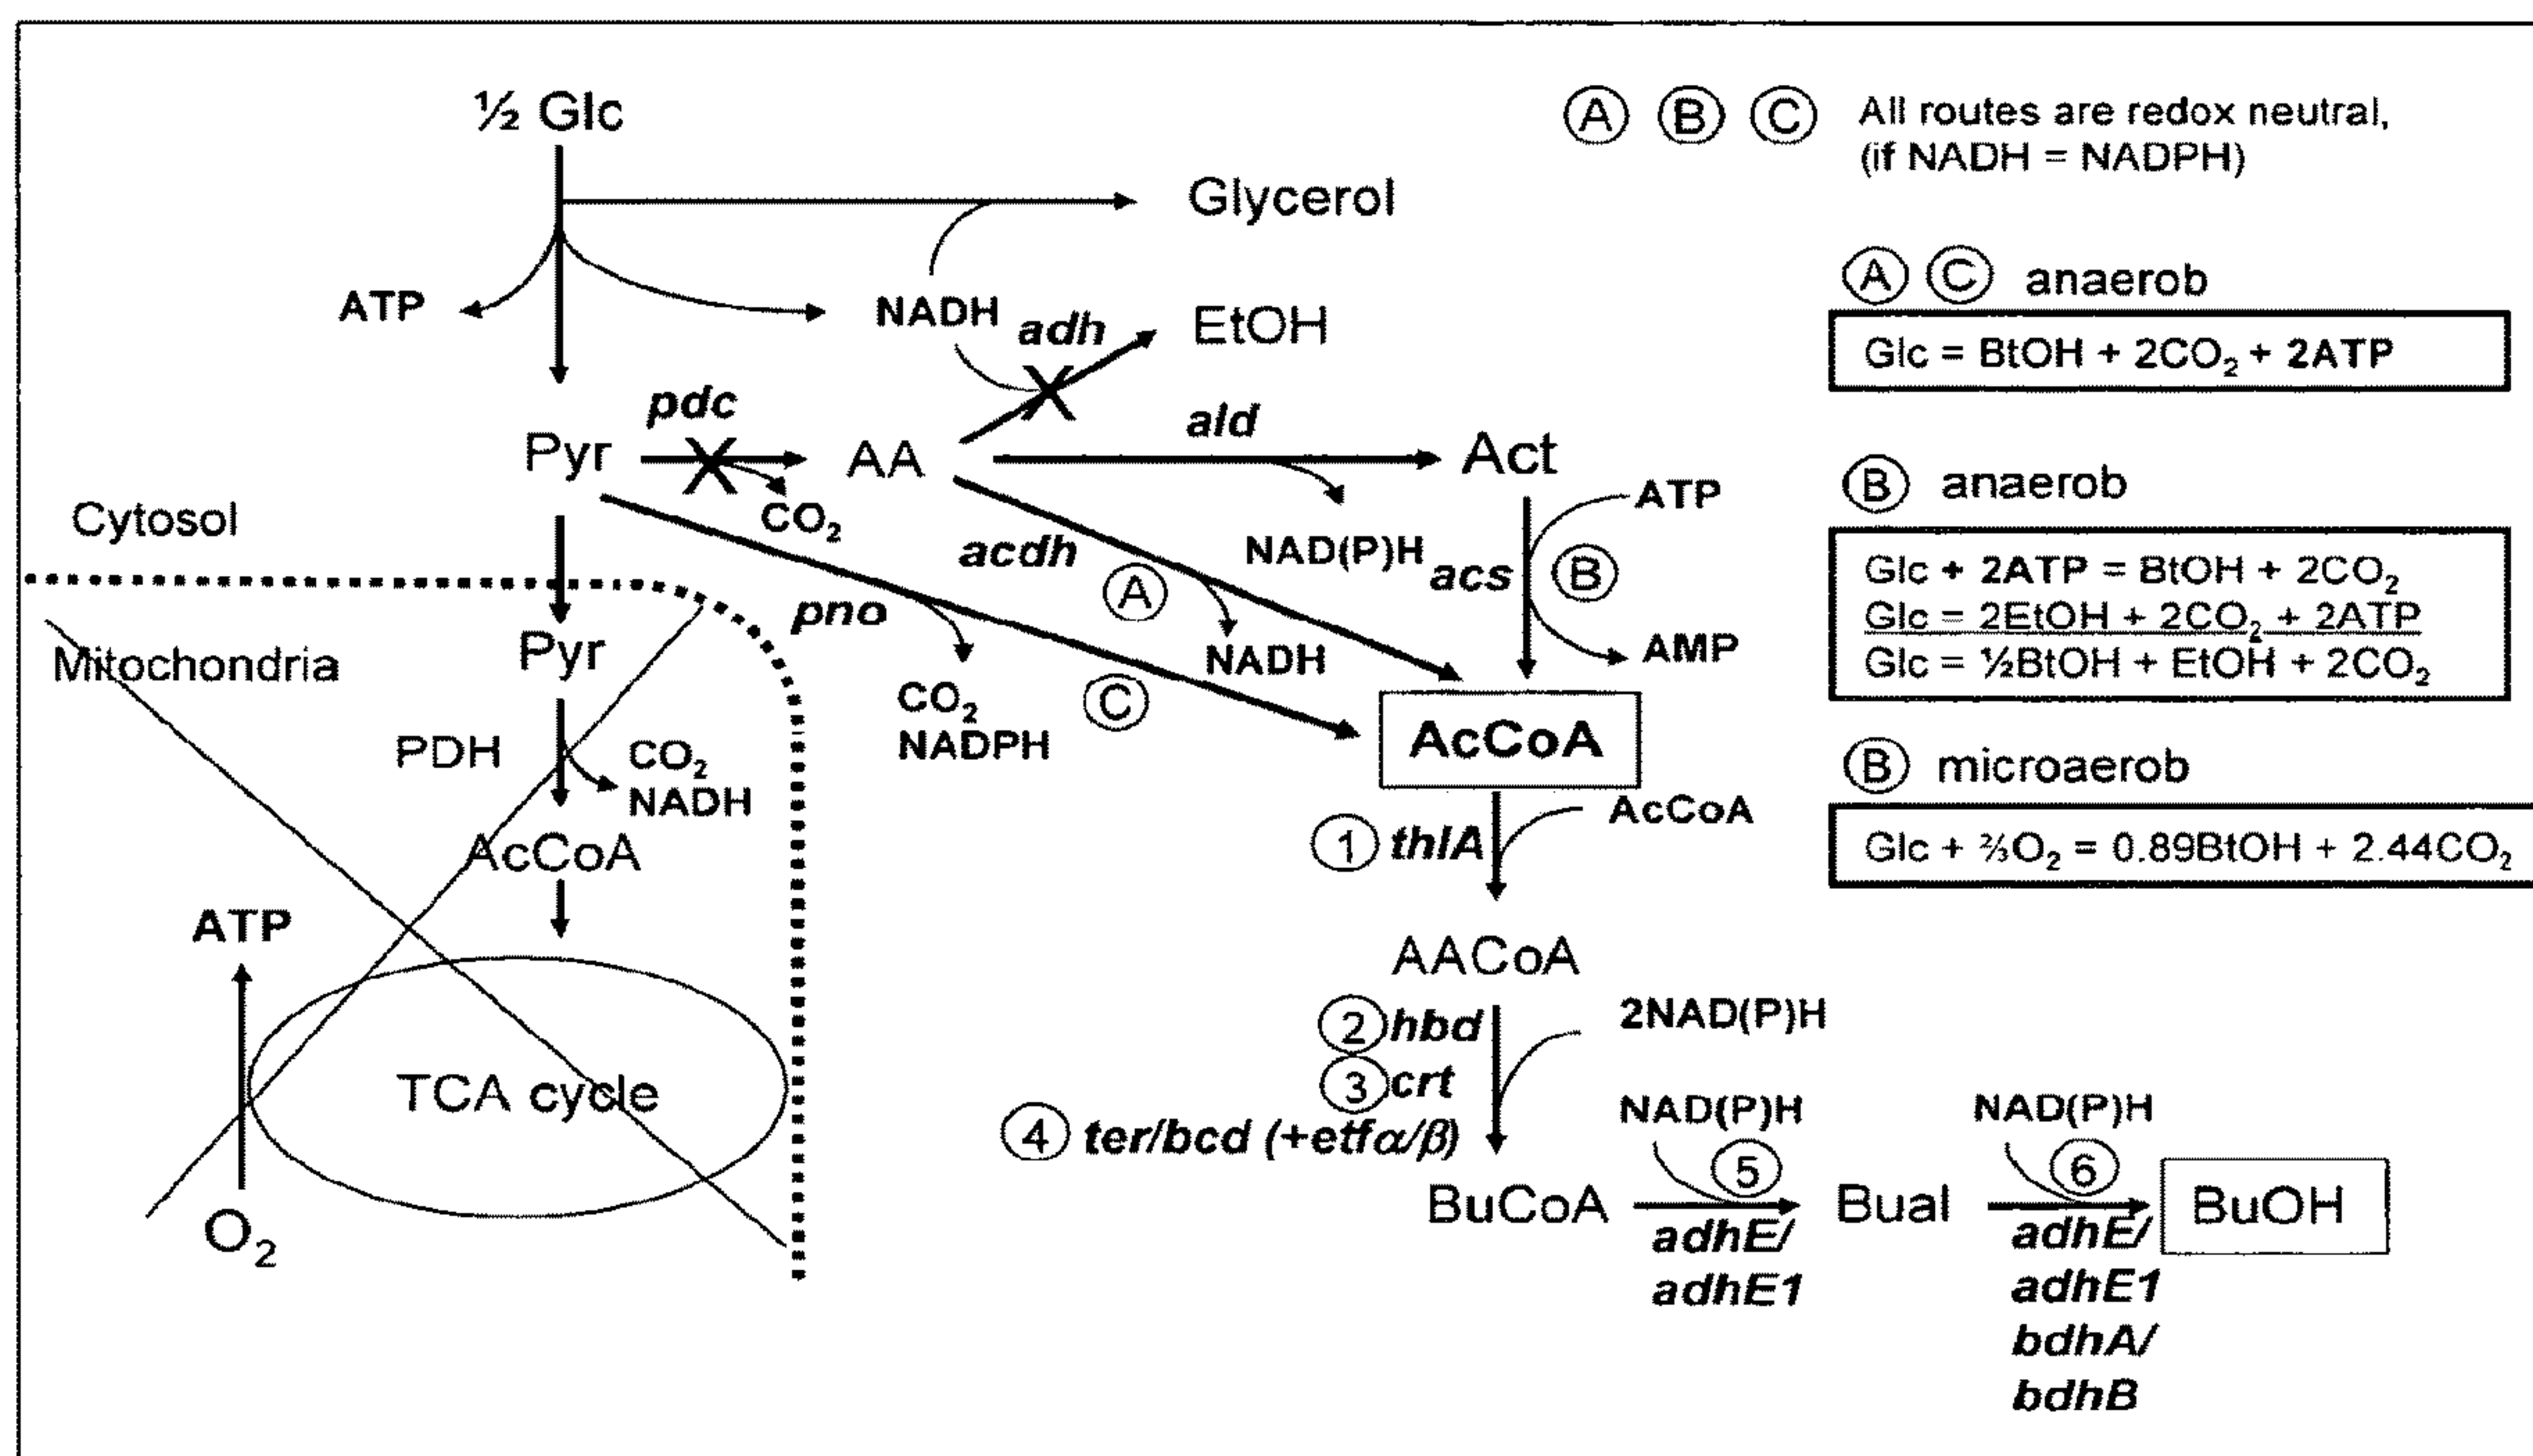 ½ Glc
Glycerol
ATP
NADH
adh
EtOH
pdc
Pyr
AA
ald
Act
CO₂
ATP
Cytosol
acdh
A
NAD(P)H
acs
B
pno
NADH
AMP
CO₂
NADPH
C
Mitochondria
Pyr
PDH
CO₂
NADH
AcCoA
ATP
TCA cycle
O₂
AcCoA
1 thlA
AcCoA
AACoA
2 hbd
2NAD(P)H
3 crt
4 ter/bcd (+etfα/β)
BuCoA
NAD(P)H
5
adhE/
adhE1
Bual
NAD(P)H
6
adhE/
adhE1
bdhA/
bdhB
BuOH
A B C All routes are redox neutral,
(if NADH = NADPH)
A C anaerob
Glc = BtOH + 2CO₂ + 2ATP
B anaerob
Glc + 2ATP = BtOH + 2CO₂
Glc = 2EtOH + 2CO₂ + 2ATP
Glc = ½BtOH + EtOH + 2CO₂
B microaerob
Glc + ⅔O₂ = 0.89BtOH + 2.44CO₂